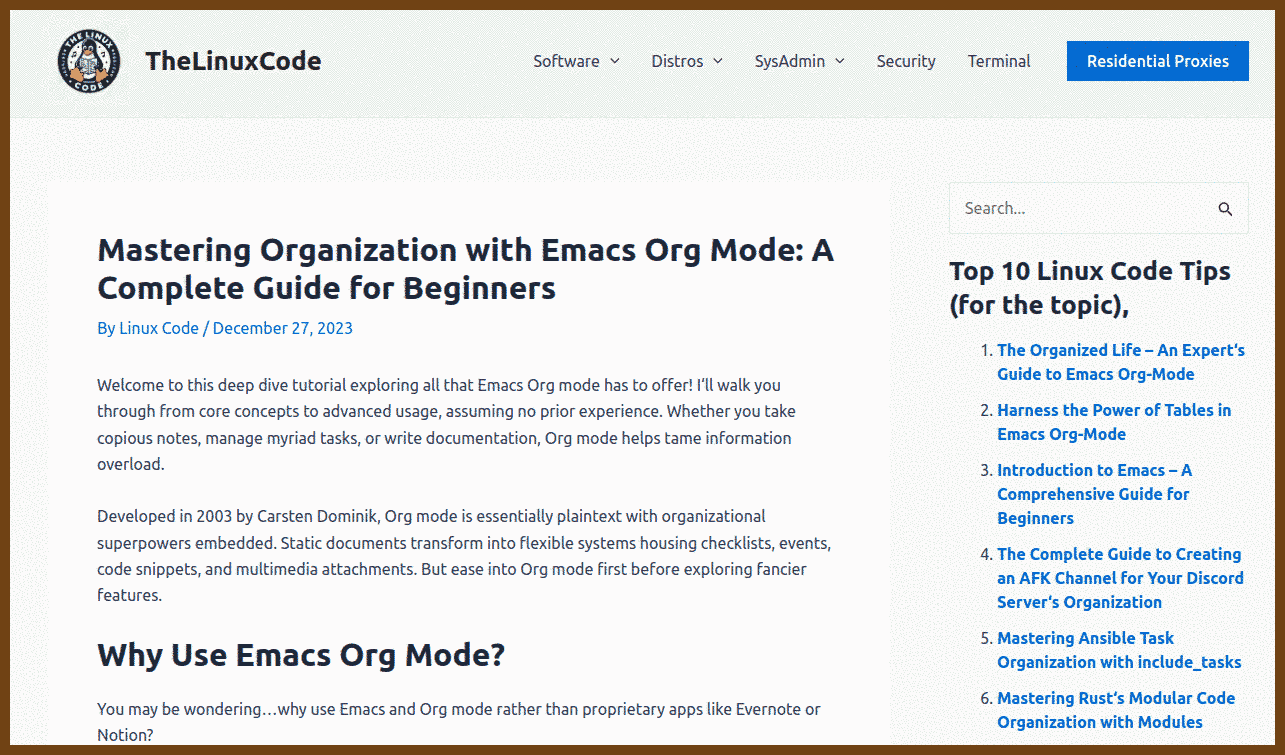 THE LINUX
CODE
TheLinuxCode
Software
Distros
SysAdmin
Security
Terminal
Residential Proxies
Mastering Organization with Emacs Org Mode: A
Complete Guide for Beginners
By Linux Code / December 27, 2023
Welcome to this deep dive tutorial exploring all that Emacs Org mode has to offer! I‘ll walk you
through from core concepts to advanced usage, assuming no prior experience. Whether you take
copious notes, manage myriad tasks, or write documentation, Org mode helps tame information
overload.
Developed in 2003 by Carsten Dominik, Org mode is essentially plaintext with organizational
superpowers embedded. Static documents transform into flexible systems housing checklists, events,
code snippets, and multimedia attachments. But ease into Org mode first before exploring fancier
features.
Why Use Emacs Org Mode?
You may be wondering…why use Emacs and Org mode rather than proprietary apps like Evernote or
Notion?
Search...
Top 10 Linux Code Tips
(for the topic),
1. The Organized Life – An Expert‘s
Guide to Emacs Org-Mode
2. Harness the Power of Tables in
Emacs Org-Mode
3. Introduction to Emacs – A
Comprehensive Guide for
Beginners
4. The Complete Guide to Creating
an AFK Channel for Your Discord
Server‘s Organization
5. Mastering Ansible Task
Organization with include_tasks
6. Mastering Rust‘s Modular Code
Organization with Modules